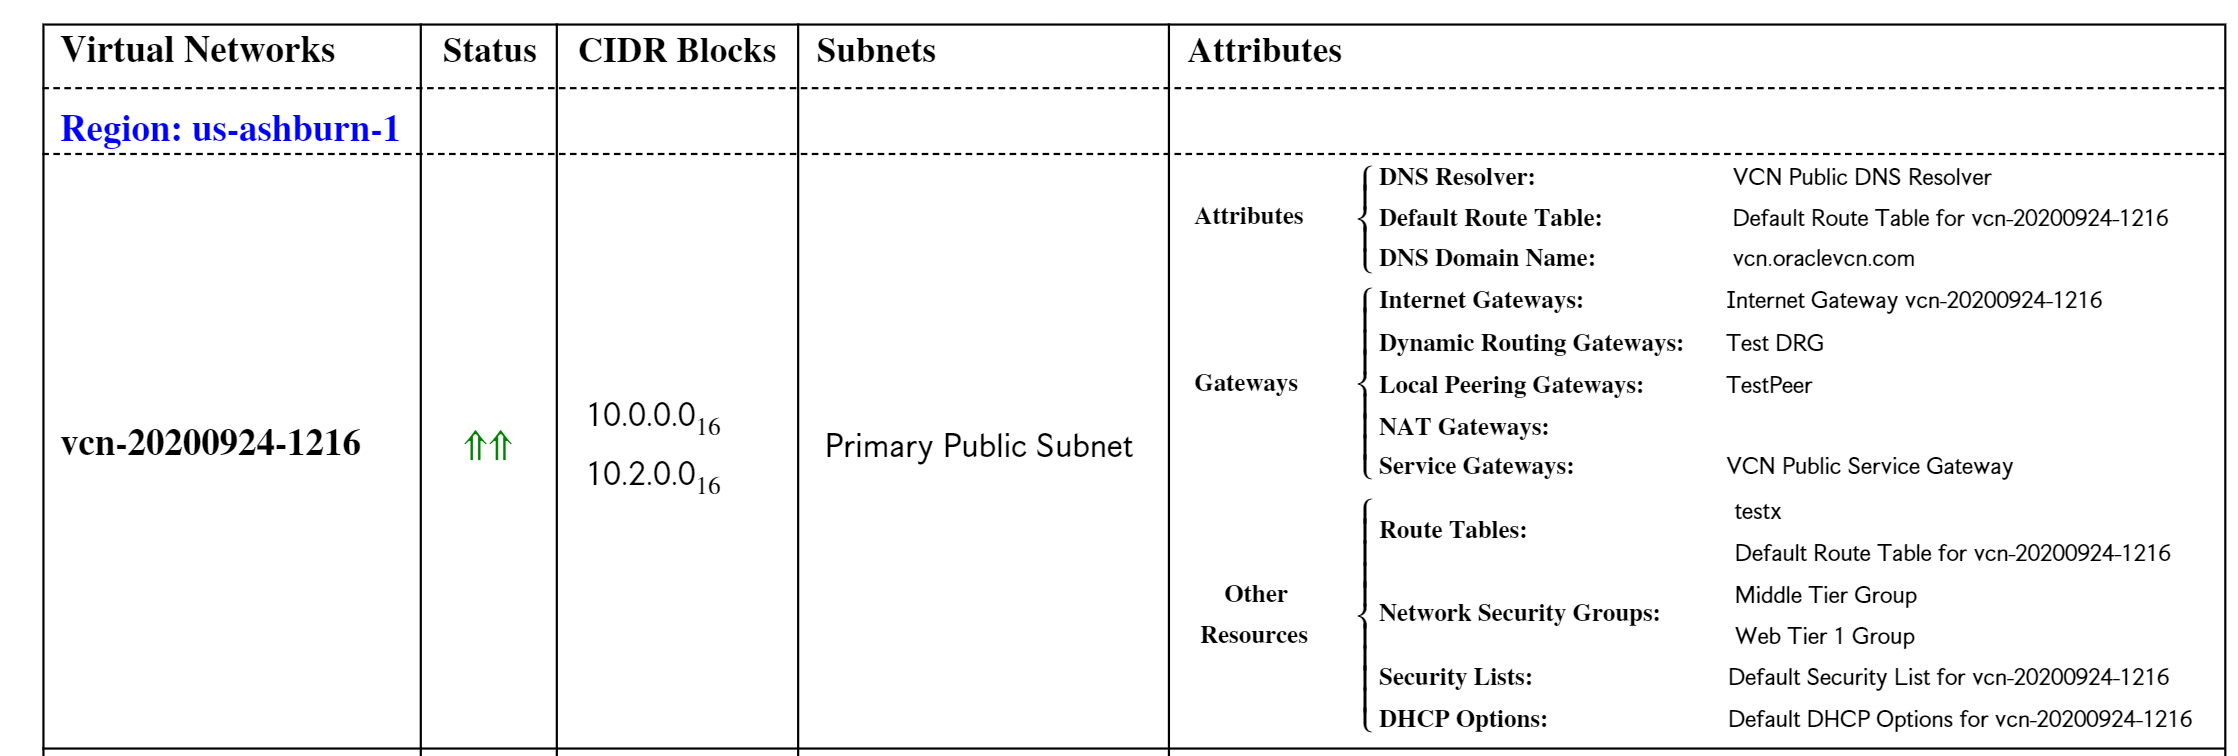 Virtual Networks Status CIDR Blocks Subnets Attributes
Region: us-ashburn-1
vcn-20200924-1216 ⇑⇑
10.0.0.0₁₆
10.2.0.0₁₆
Primary Public Subnet
Attributes
DNS Resolver: VCN Public DNS Resolver
Default Route Table: Default Route Table for vcn-20200924-1216
DNS Domain Name: vcn.oraclevcn.com
Gateways
Internet Gateways: Internet Gateway vcn-20200924-1216
Dynamic Routing Gateways: Test DRG
Local Peering Gateways: TestPeer
NAT Gateways:
Service Gateways: VCN Public Service Gateway
Other
Resources
Route Tables:
testx
Default Route Table for vcn-20200924-1216
Network Security Groups:
Middle Tier Group
Web Tier 1 Group
Security Lists: Default Security List for vcn-20200924-1216
DHCP Options: Default DHCP Options for vcn-20200924-1216